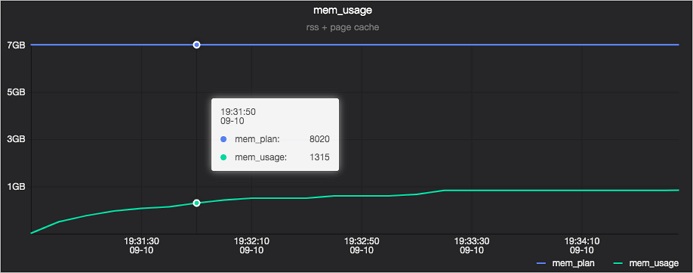 mem_usage
rss + page cache
7GB
5GB
3GB
1GB
19:31:50
09-10
mem_plan: 8020
mem_usage: 1315
19:31:30 19:32:10 19:32:50 19:33:30 19:34:10
09-10 09-10 09-10 09-10 09-10
mem_plan mem_usage